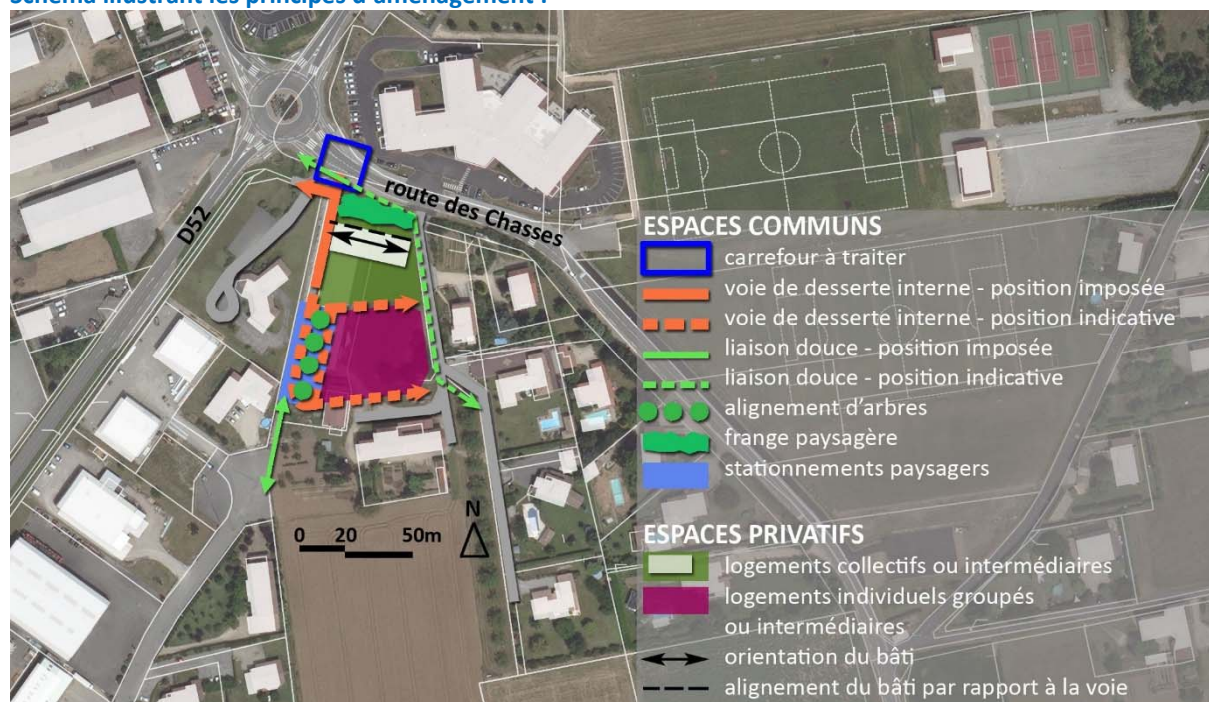 Schéma illustrant les principes d'aménagement :
route des Chasses
D52
ESPACES COMMUNS
carrefour à traiter
voie de desserte interne - position imposée
voie de desserte interne - position indicative
liaison douce - position imposée
liaison douce - position indicative
alignement d'arbres
frange paysagère
stationnements paysagers
N
0 20 50m
ESPACES PRIVATIFS
logements collectifs ou intermédiaires
logements individuels groupés
ou intermédiaires
orientation du bâti
alignement du bâti par rapport à la voie